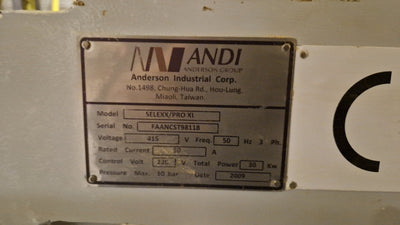 ANDI
ANDERSON GROUP
Anderson Industrial Corp.
No.1498, Chung-Hua Rd., Hou-Lung.
Miaoli, Taiwan.
Model SELEXX/PRO XL
Serial No. FAANCST98118
Voltage 415 V Freq. 50 Hz 3 Ph.
Rated Current 50 A
Control Volt. 220 V. Total Power 30 Kw
Pressure Max. 10 bar Date 2009